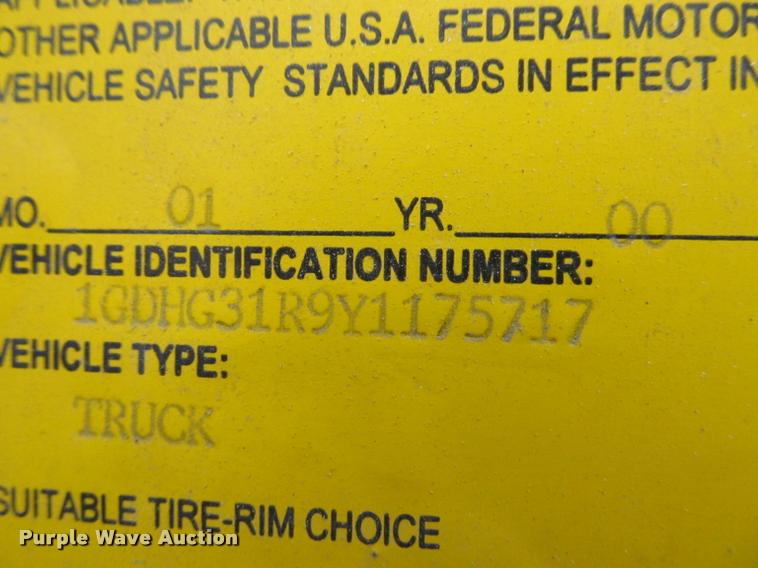 OTHER APPLICABLE U.S.A. FEDERAL MOTOR
VEHICLE SAFETY STANDARDS IN EFFECT IN
MO. 01 YR. 00
VEHICLE IDENTIFICATION NUMBER:
1GDHG31R9Y1175717
VEHICLE TYPE:
TRUCK
SUITABLE TIRE-RIM CHOICE
Purple Wave Auction